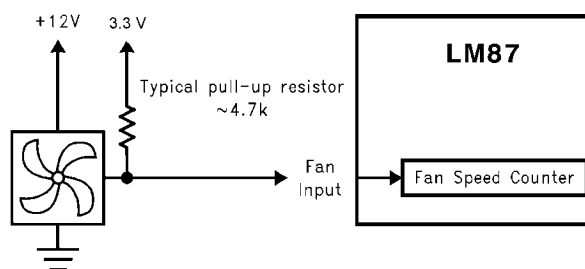 +12V
3.3 V
LM87
Typical pull-up resistor
~4.7k
Fan
Input
Fan Speed Counter